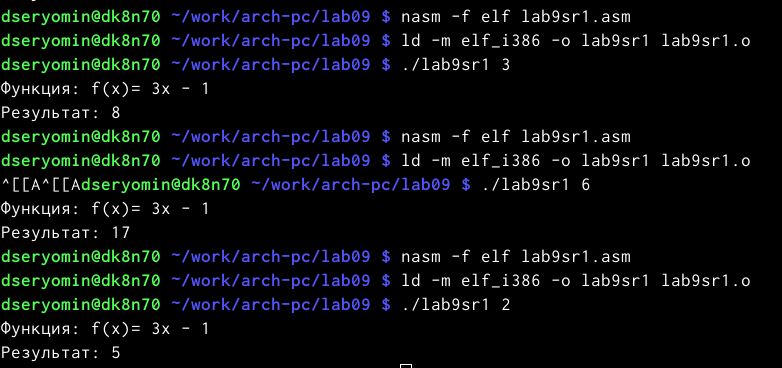 dseryomin@dk8n70 ~/work/arch-pc/lab09 $ nasm -f elf lab9sr1.asm
dseryomin@dk8n70 ~/work/arch-pc/lab09 $ ld -m elf_i386 -o lab9sr1 lab9sr1.o
dseryomin@dk8n70 ~/work/arch-pc/lab09 $ ./lab9sr1 3
Функция: f(x)= 3x - 1
Результат: 8
dseryomin@dk8n70 ~/work/arch-pc/lab09 $ nasm -f elf lab9sr1.asm
dseryomin@dk8n70 ~/work/arch-pc/lab09 $ ld -m elf_i386 -o lab9sr1 lab9sr1.o
^[[A^[[Adseryomin@dk8n70 ~/work/arch-pc/lab09 $ ./lab9sr1 6
Функция: f(x)= 3x - 1
Результат: 17
dseryomin@dk8n70 ~/work/arch-pc/lab09 $ nasm -f elf lab9sr1.asm
dseryomin@dk8n70 ~/work/arch-pc/lab09 $ ld -m elf_i386 -o lab9sr1 lab9sr1.o
dseryomin@dk8n70 ~/work/arch-pc/lab09 $ ./lab9sr1 2
Функция: f(x)= 3x - 1
Результат: 5